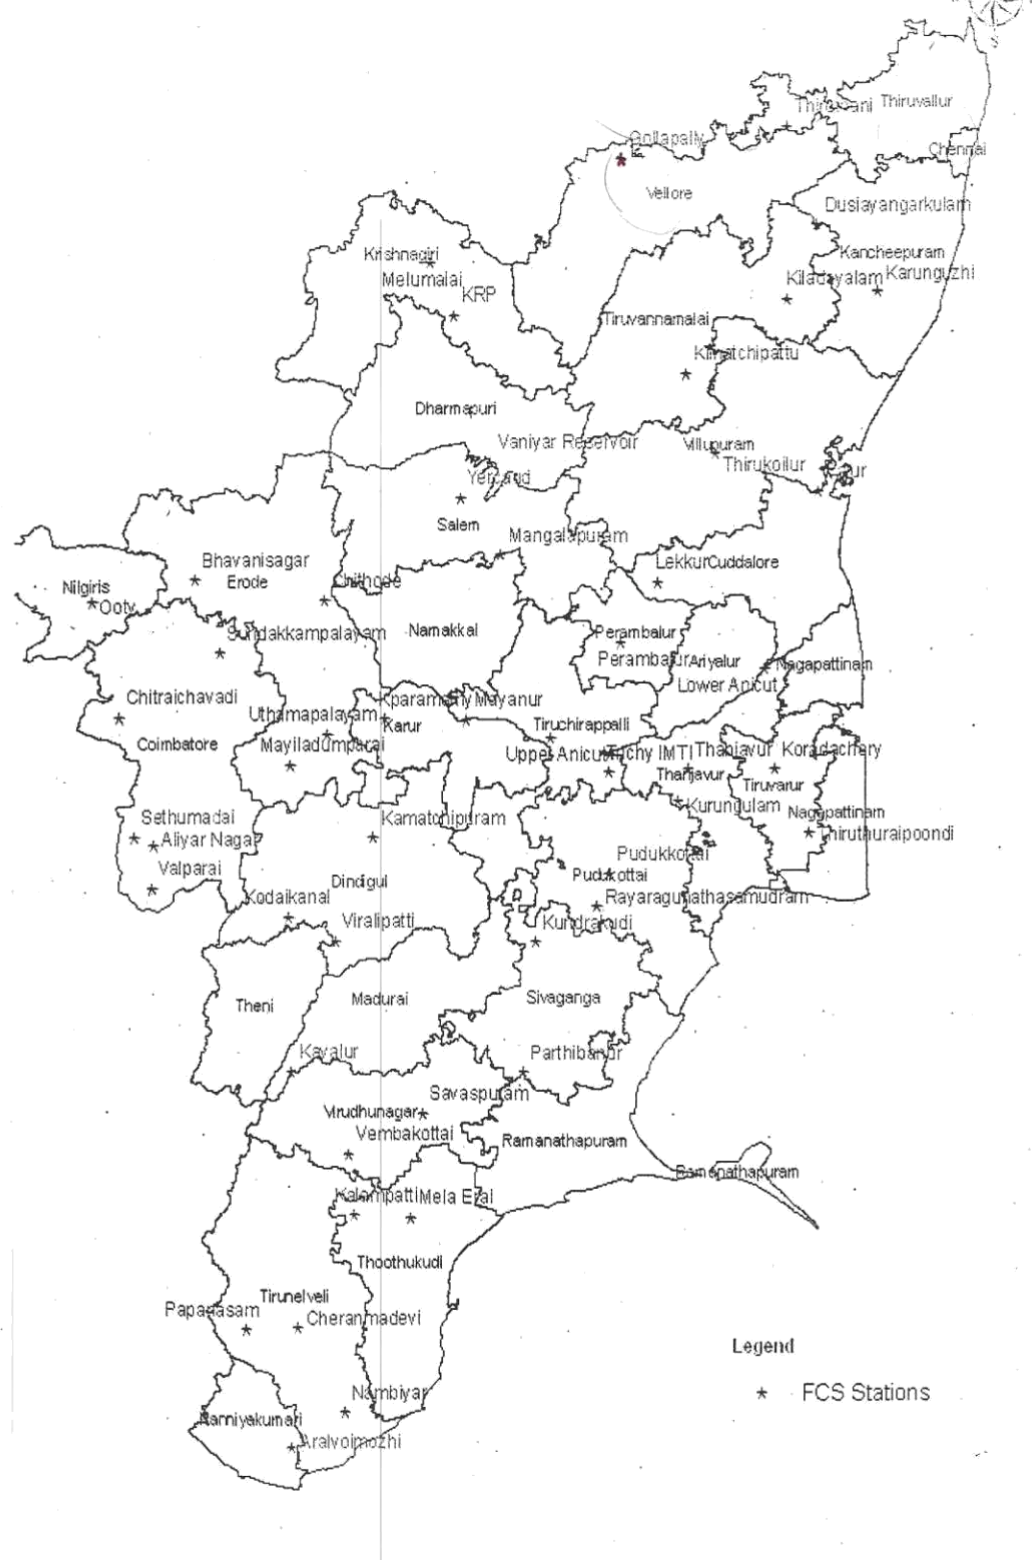 Thiruvallur
Gollapally
Chennai
Vellore
Dusiayangarkulam
Krishnagiri
Kancheepuram
Melumalai
Kiladayalam
Karunguzhi
KRP
Tiruvannamalai
Kilnatchipattu
Dharmapuri
Vaniyar Reservoir
Villupuram
Thirukoilur
Yercaud
Salem
Mangalapuram
Bhavanisagar
Lekkur
Cuddalore
Nilgiris
Erode
Chithode
Ooty
Sundakkampalayam
Namakkal
Perambalur
Perambalur
Ariyalur
Nagapattinam
Lower Anicut
Chitraichavadi
Uthamapalayam
Kparamathy
Mayanur
Karur
Tiruchirappalli
Coimbatore
Mayiladumparai
Upper Anicut
Trichy IMTI
Thanjavur
Koradachery
Thanjavur
Tiruvarur
Kurungulam
Nagapattinam
Sethumadai
Kamatchipuram
Thiruthuraipoondi
Aliyar Nagar
Pudukkottai
Valparai
Dindigul
Pudukottai
Kodaikanal
Rayaragunathasamudram
Viralipatti
Kundrakudi
Theni
Madurai
Sivaganga
Kavalur
Parthibanur
Savaspuram
Virudhunagar
Vembakottai
Ramanathapuram
Ramanathapuram
Kalampatti
Mela Eral
Thoothukudi
Tirunelveli
Papanasam
Cheranmadevi
Legend
Nambiyar
FCS Stations
Kanniyakumari
Aralvoimozhi